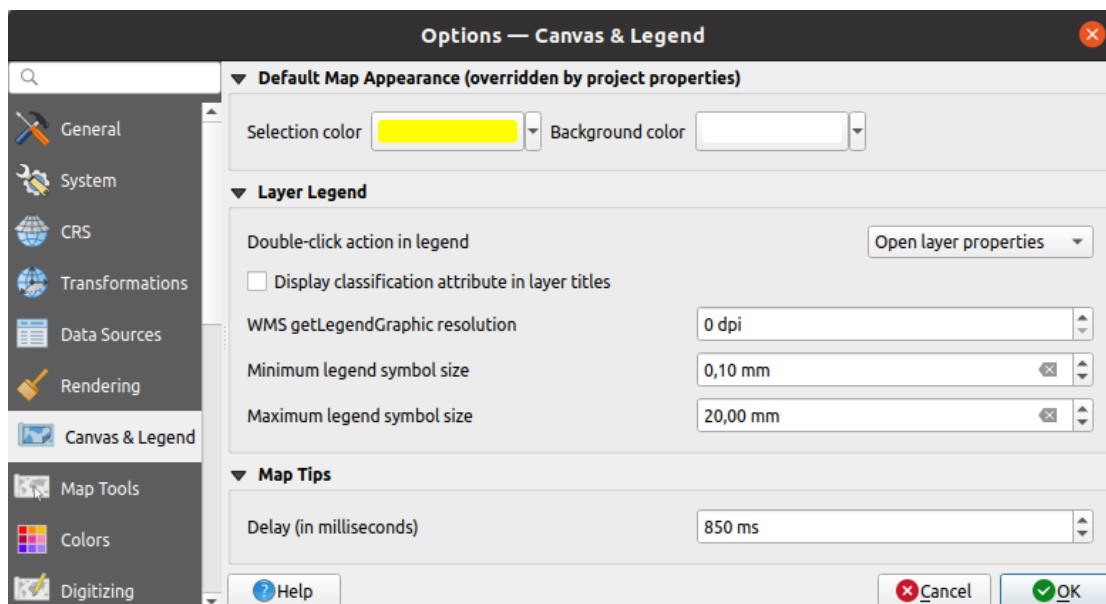 Options — Canvas & Legend
General
System
CRS
Transformations
Data Sources
Rendering
Canvas & Legend
Map Tools
Colors
Digitizing
Default Map Appearance (overridden by project properties)
Selection color Background color
Layer Legend
Double-click action in legend Open layer properties
Display classification attribute in layer titles
WMS getLegendGraphic resolution 0 dpi
Minimum legend symbol size 0,10 mm
Maximum legend symbol size 20,00 mm
Map Tips
Delay (in milliseconds) 850 ms
Help Cancel OK